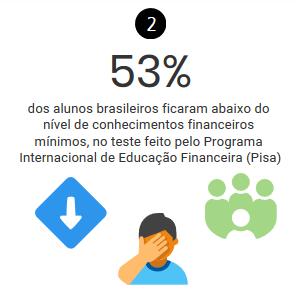 2
53%
dos alunos brasileiros ficaram abaixo do
nível de conhecimentos financeiros
mínimos, no teste feito pelo Programa
Internacional de Educação Financeira (Pisa)